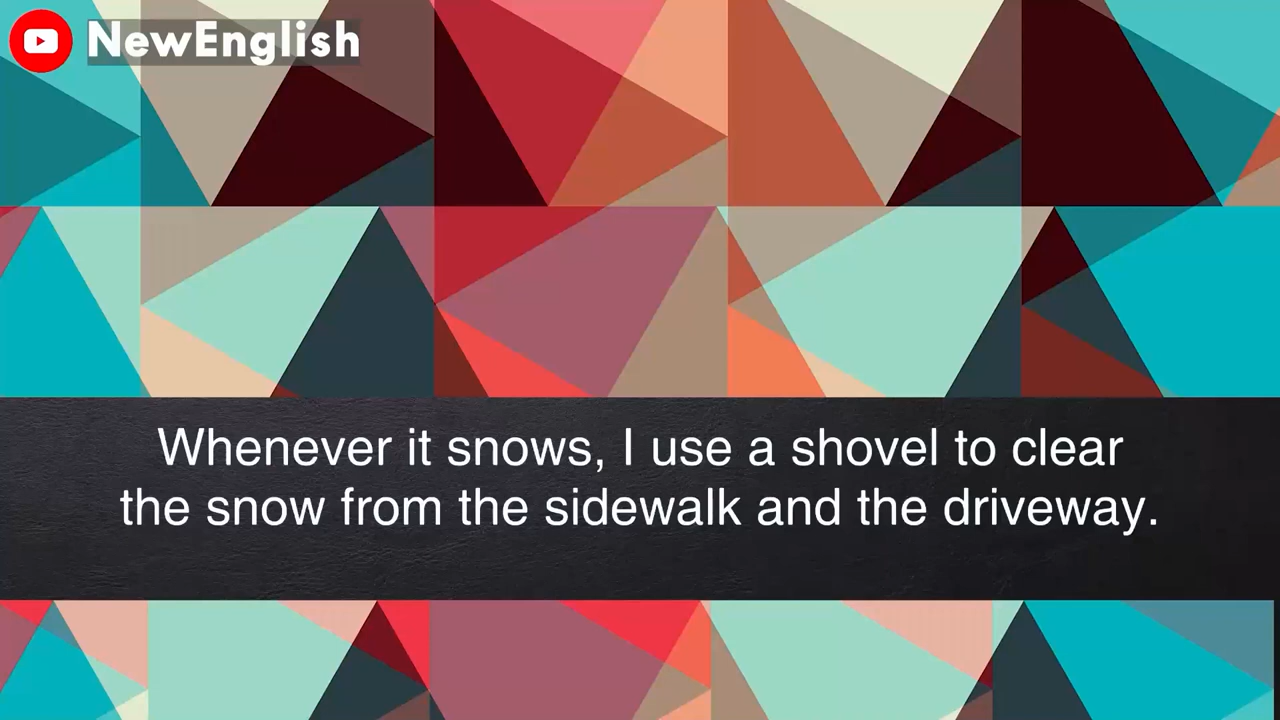 NewEnglish
Whenever it snows, I use a shovel to clear
the snow from the sidewalk and the driveway.